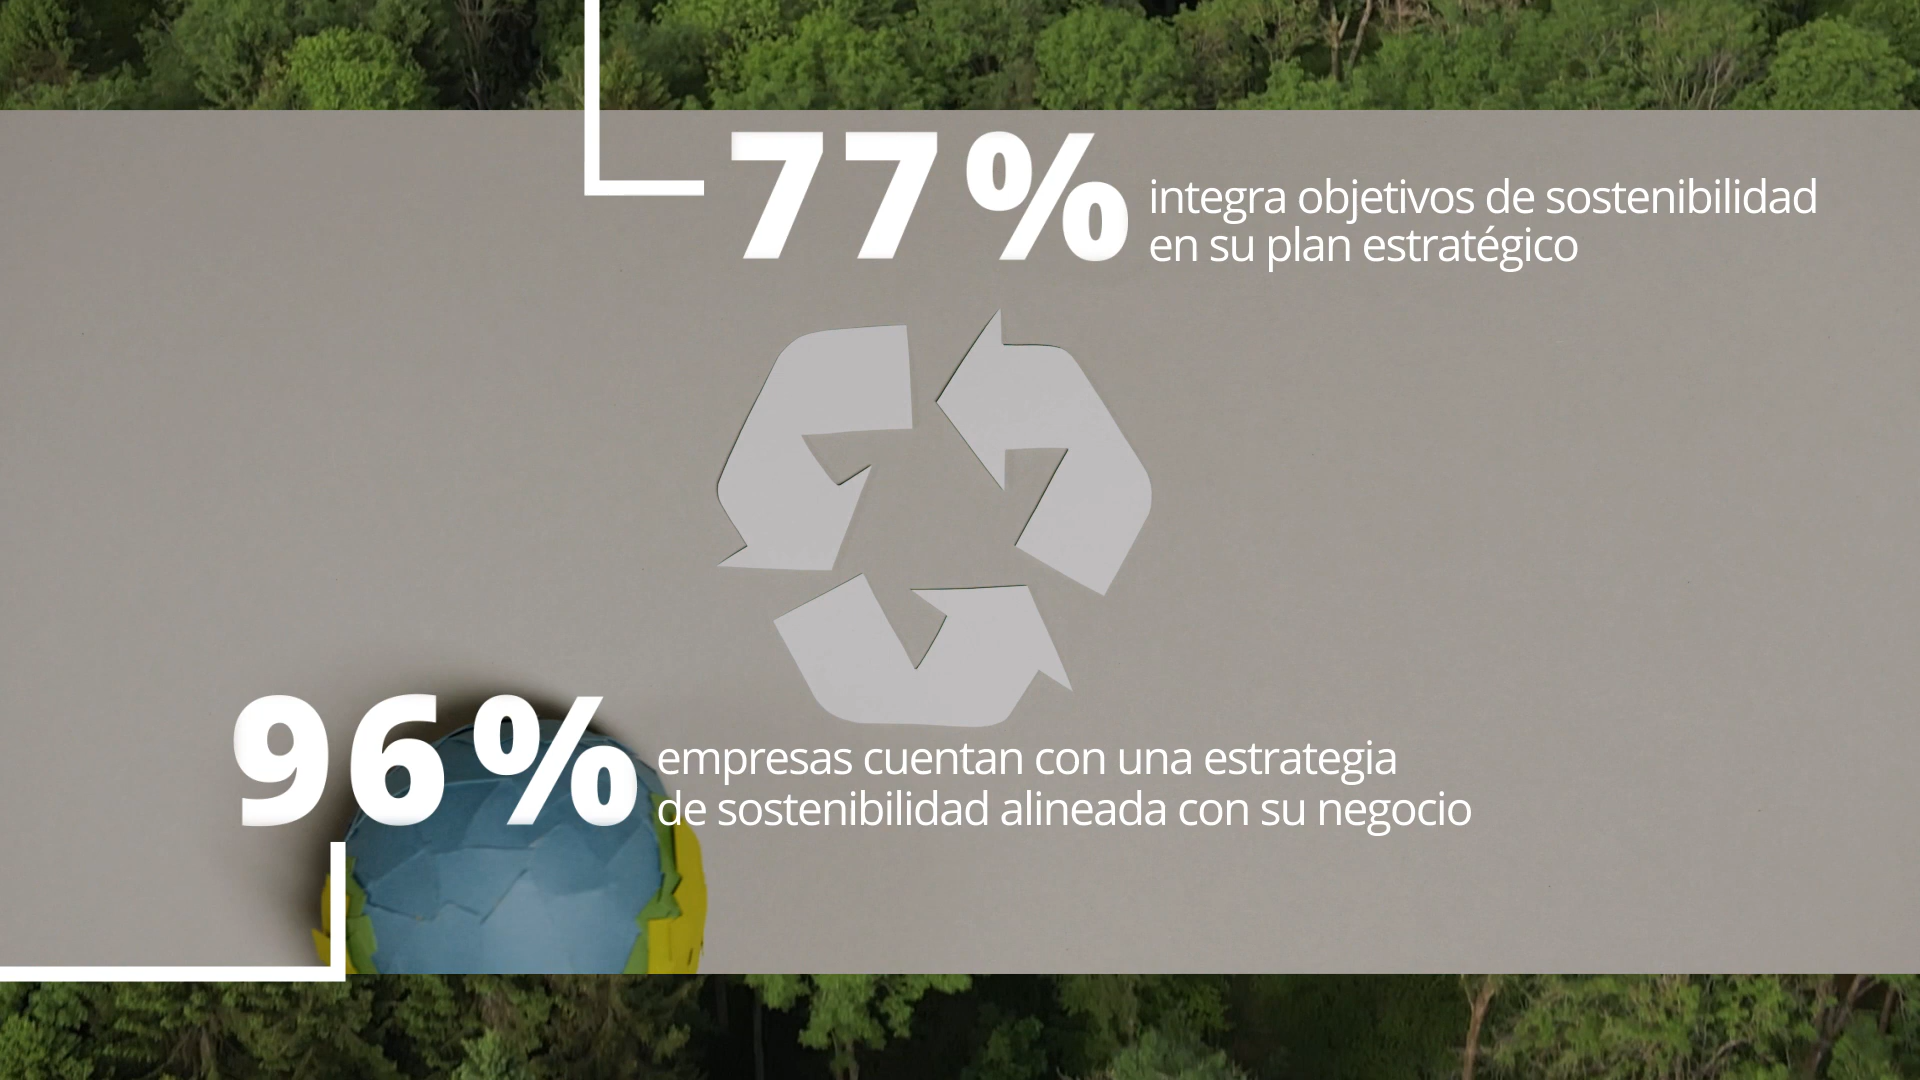 77%
integra objetivos de sostenibilidad
en su plan estratégico
96%
empresas cuentan con una estrategia
de sostenibilidad alineada con su negocio